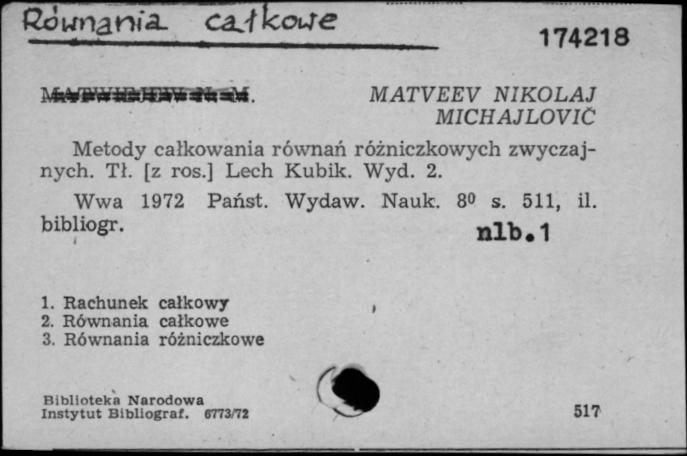 Równania całkowe
174218
MATWIEJEW N. M.
MATVEEV NIKOLAJ
MICHAJLOVIČ
Metody całkowania równań różniczkowych zwyczaj-
nych. Tł. [z ros.] Lech Kubik. Wyd. 2.
Wwa 1972 Państ. Wydaw. Nauk. 8⁰ s. 511, il.
bibliogr.
nlb.1
1. Rachunek całkowy
2. Równania całkowe
3. Równania różniczkowe
Biblioteka Narodowa
Instytut Bibliograf. 6773/72
517